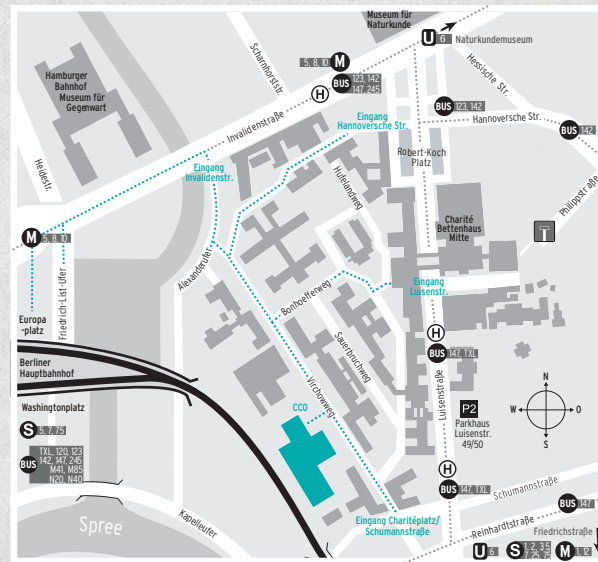 Museum für
Naturkunde
U 6 Naturkundemuseum
5, 8, 10 M
BUS 123, 142
147, 245
H
Scharnhorststr.
Hessische Str.
Hamburger
Bahnhof
Museum für
Gegenwart
Invalidenstraße
BUS 123, 142
Eingang
Hannoversche Str.
Hannoversche Str.
BUS 142
Heidestr.
Eingang
Invalidenstr.
Robert-Koch
Platz
Hufelandweg
Philippstraße
Charité
Bettenhaus
Mitte
T
M 5, 8, 10
Friedrich-List-Ufer
Alexanderufer
Eingang
Luisenstr.
Bonhoefferweg
Europa
-platz
Sauerbruchweg
H
BUS 147, TXL
Berliner
Hauptbahnhof
Virchowweg
Luisenstraße
N
W O
S
Washingtonplatz
CCO
P2
Parkhaus
Luisenstr.
49/50
S 5, 7, 75
BUS TXL, 120, 123
142, 147, 245
M41, M85
N20, N40
H
BUS 147, TXL
Schumannstraße
BUS 147
Spree
Kapelleufer
Eingang Charitéplatz/
Schumannstraße
Reinhardtstraße
Friedrichstraße
U 6
S 1, 2, 3,5
7, 25, 75
M 1, 12